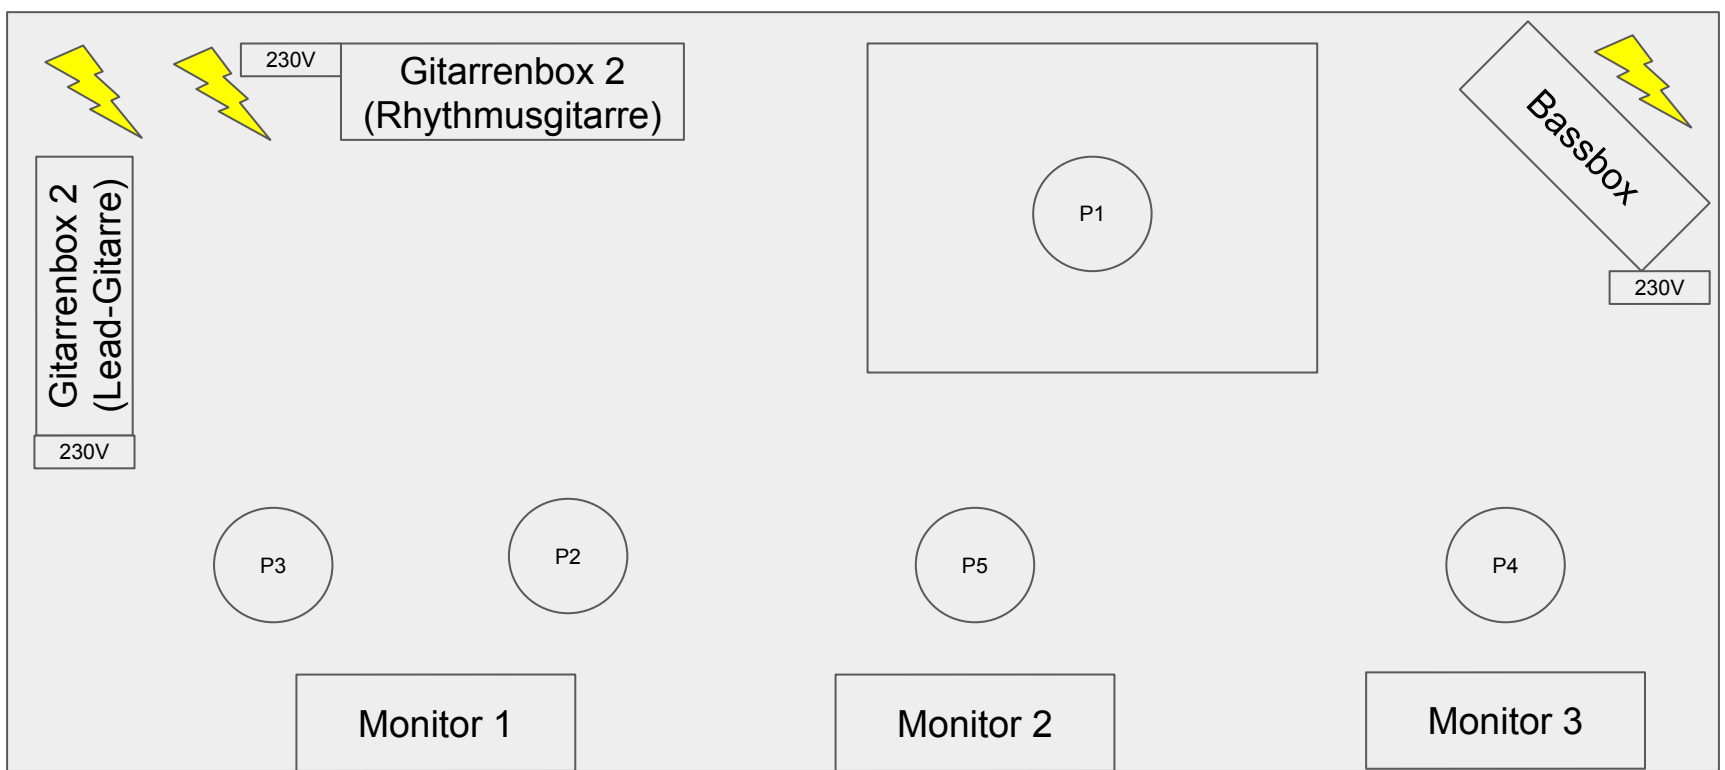 230V
Gitarrenbox 2
(Rhythmusgitarre)
Bassbox
P1
Gitarrenbox 2
(Lead-Gitarre)
230V
230V
P3
P2
P5
P4
Monitor 1
Monitor 2
Monitor 3